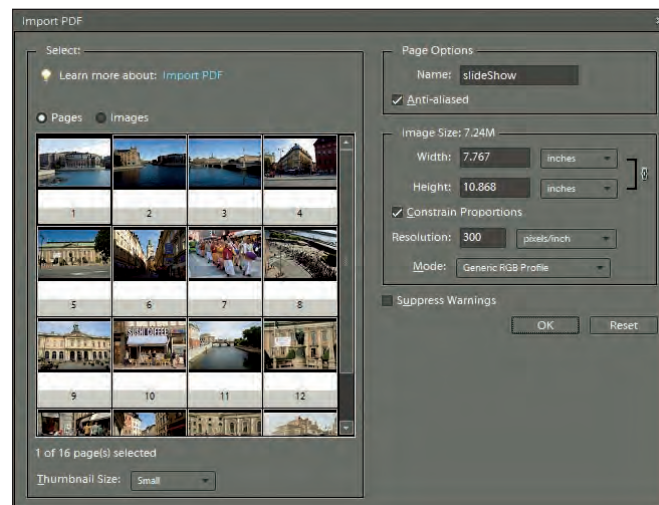 Import PDF
Select:
Learn more about: Import PDF
Pages Images
1 2 3 4
5 6 7 8
SUSHI COFFEE
9 10 11 12
1 of 16 page(s) selected
Thumbnail Size: Small
Page Options
Name: slideShow
Anti-aliased
Image Size: 7.24M
Width: 7.767 inches
Height: 10.868 inches
Constrain Proportions
Resolution: 300 pixels/inch
Mode: Generic RGB Profile
Suppress Warnings
OK Reset